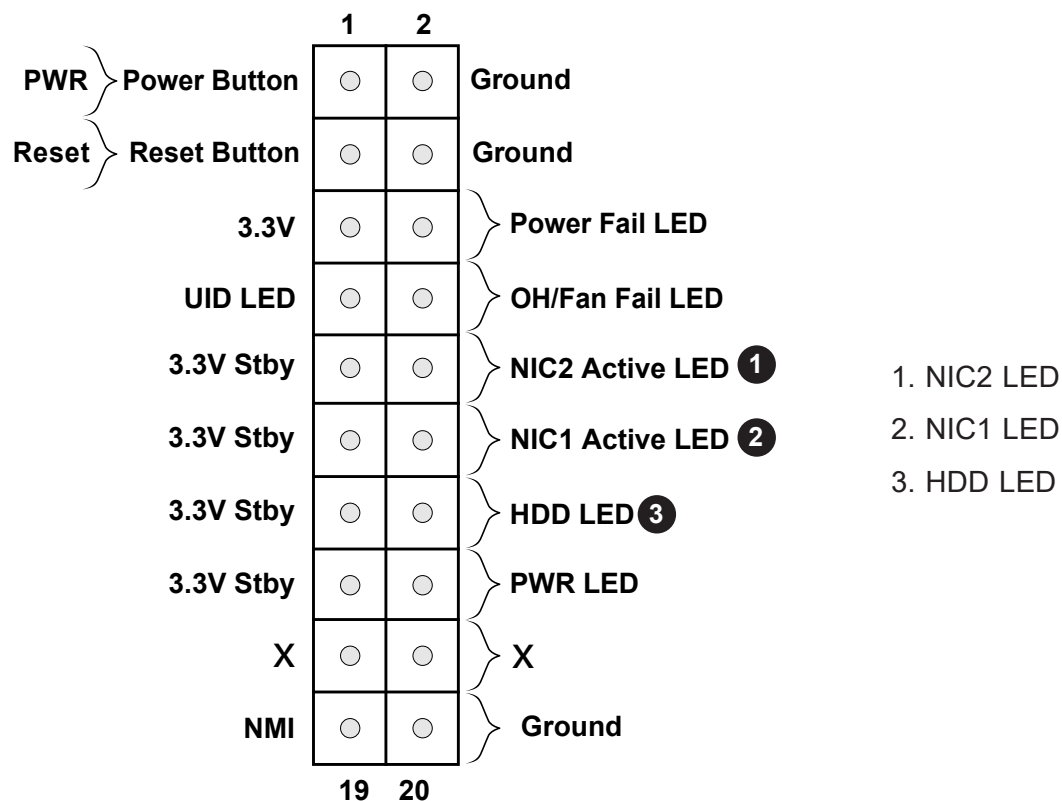 1 2
PWR Power Button Ground
Reset Reset Button Ground
3.3V Power Fail LED
UID LED OH/Fan Fail LED
3.3V Stby NIC2 Active LED 1
3.3V Stby NIC1 Active LED 2
3.3V Stby HDD LED 3
3.3V Stby PWR LED
X X
NMI Ground
19 20
1. NIC2 LED
2. NIC1 LED
3. HDD LED